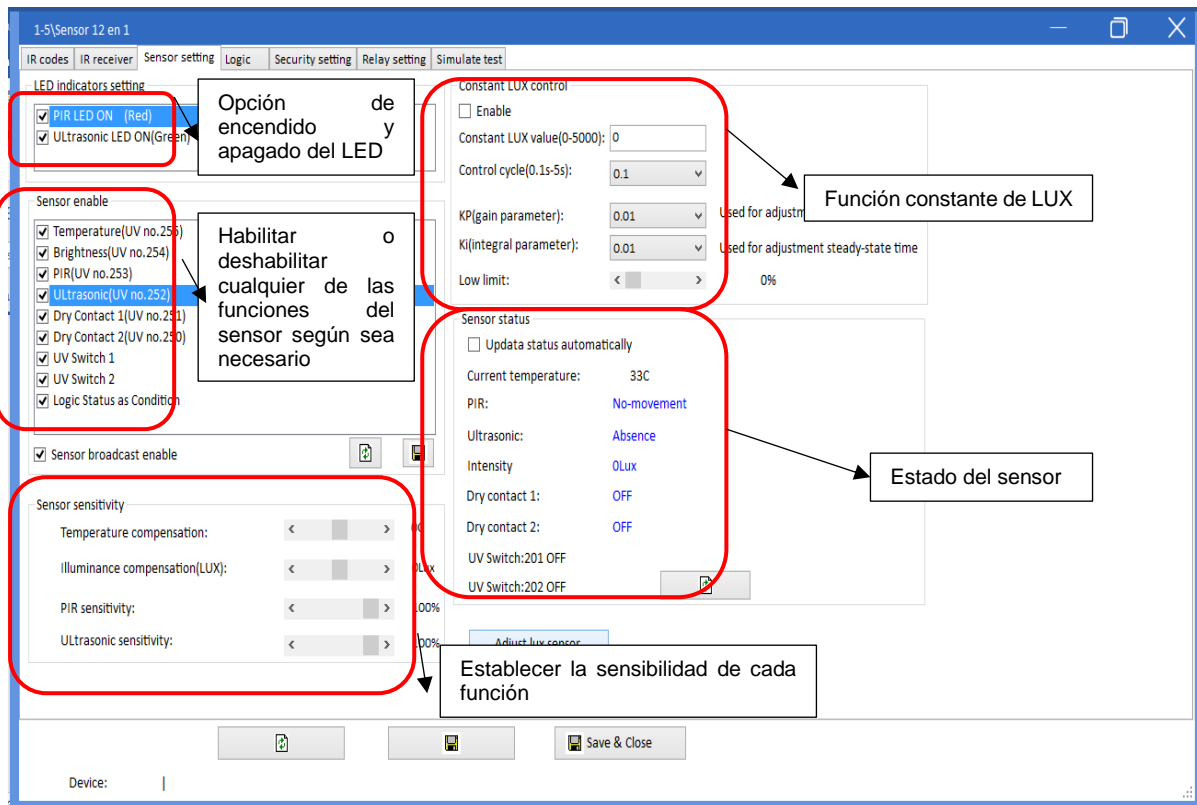 1-5\Sensor 12 en 1
IR codes IR receiver Sensor setting Logic Security setting Relay setting Simulate test
LED indicators setting
PIR LED ON (Red)
ULtrasonic LED ON(Green)
Opción de
encendido y
apagado del LED
Sensor enable
Temperature(UV no.255)
Brightness(UV no.254)
PIR(UV no.253)
ULtrasonic(UV no.252)
Dry Contact 1(UV no.251)
Dry Contact 2(UV no.250)
UV Switch 1
UV Switch 2
Logic Status as Condition
Sensor broadcast enable
Habilitar o
deshabilitar
cualquier de las
funciones del
sensor según sea
necesario
Sensor sensitivity
Temperature compensation:
Illuminance compensation(LUX): 0Lux
PIR sensitivity: 100%
ULtrasonic sensitivity: 100%
Constant LUX control
Enable
Constant LUX value(0-5000): 0
Control cycle(0.1s-5s): 0.1
KP(gain parameter): 0.01 Used for
Ki(integral parameter): 0.01 Used for adjustment steady-state time
Low limit: 0%
Función constante de LUX
Sensor status
Updata status automatically
Current temperature: 33C
PIR: No-movement
Ultrasonic: Absence
Intensity 0Lux
Dry contact 1: OFF
Dry contact 2: OFF
UV Switch:201 OFF
UV Switch:202 OFF
Estado del sensor
Adjust lux sensor
Establecer la sensibilidad de cada
función
Save & Close
Device: